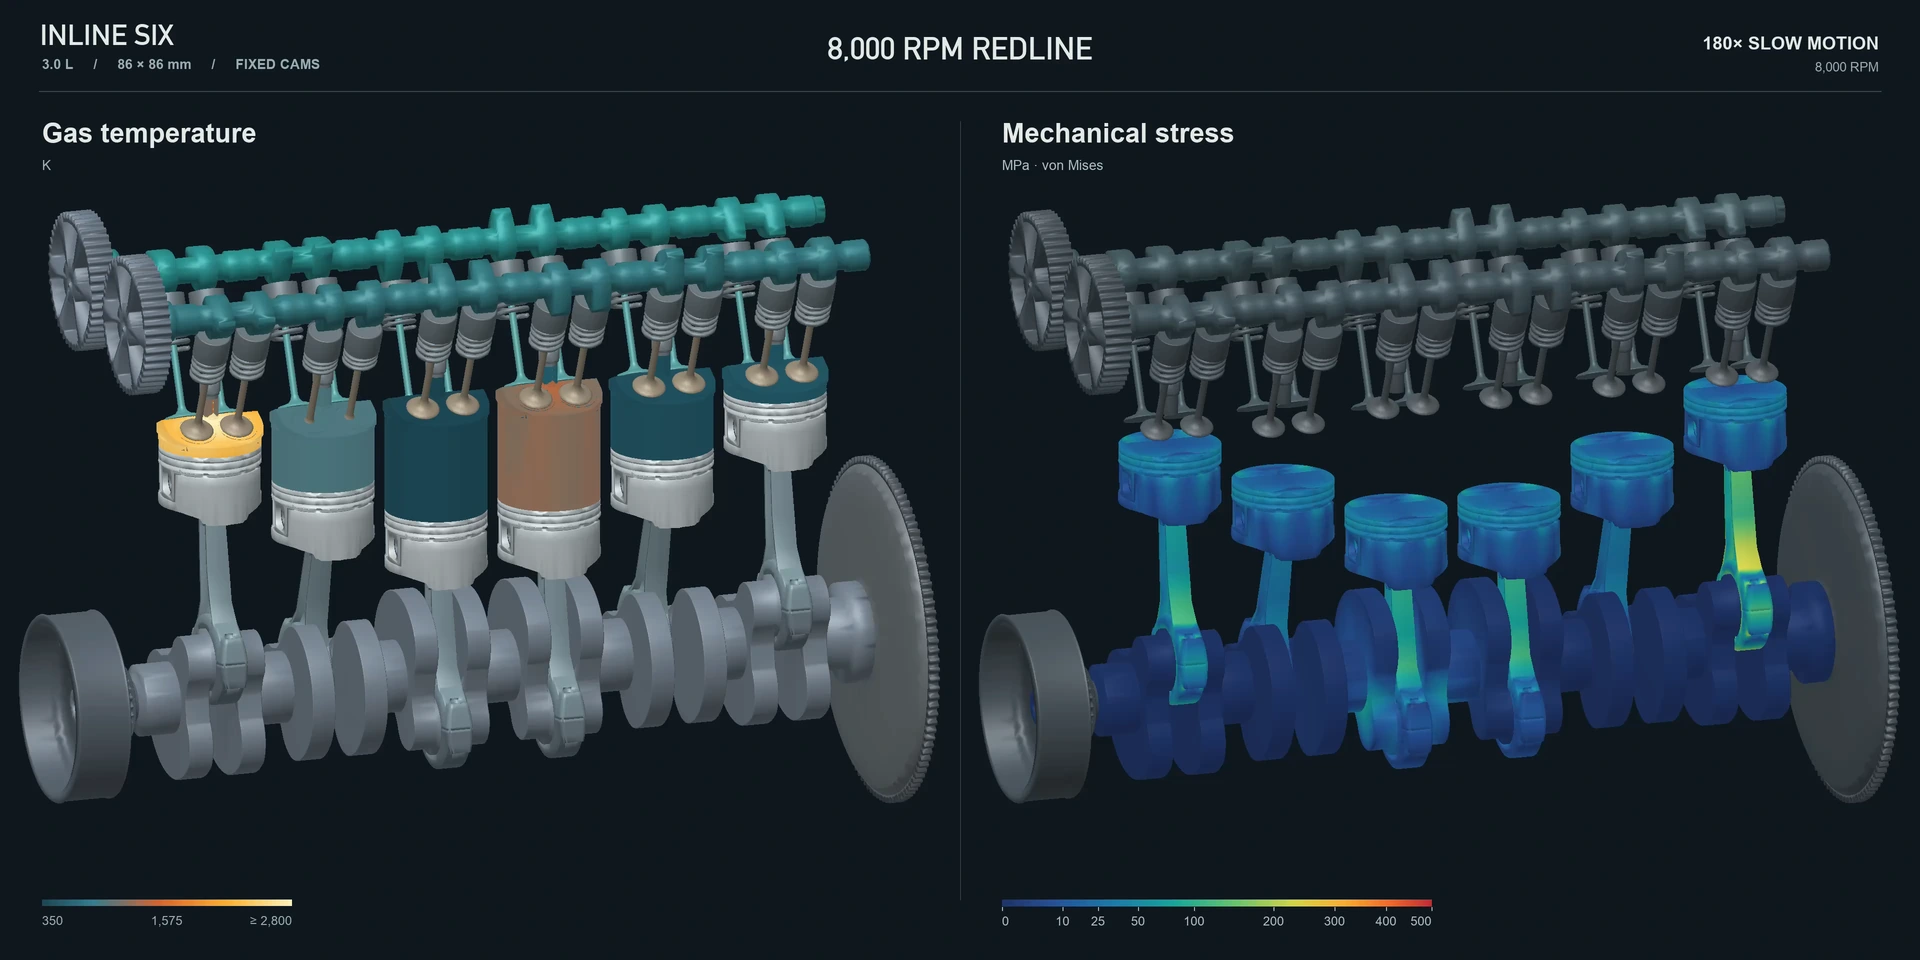 INLINE SIX
3.0 L / 86 × 86 mm / FIXED CAMS
8,000 RPM REDLINE
180× SLOW MOTION
8,000 RPM
Gas temperature
K
Mechanical stress
MPa · von Mises
350 1,575 ≥ 2,800
0 10 25 50 100 200 300 400 500